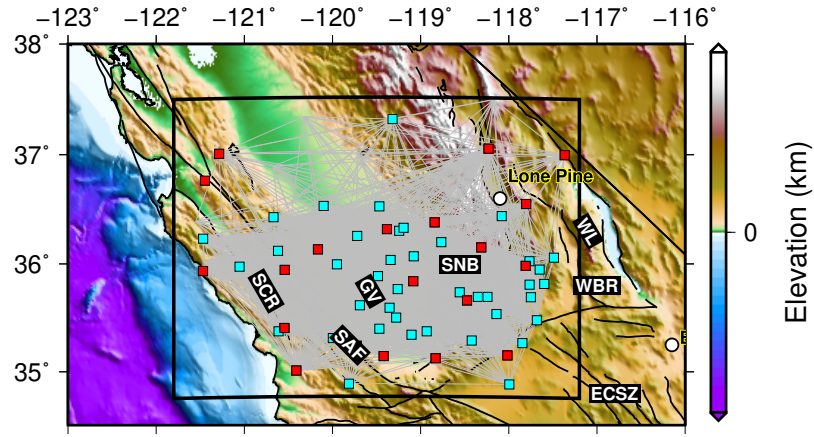 −123° −122° −121° −120° −119° −118° −117° −116°
38°
37°
36°
35°
Lone Pine
WL
SNB
WBR
SCR
GV
SAF
ECSZ
0
Elevation (km)